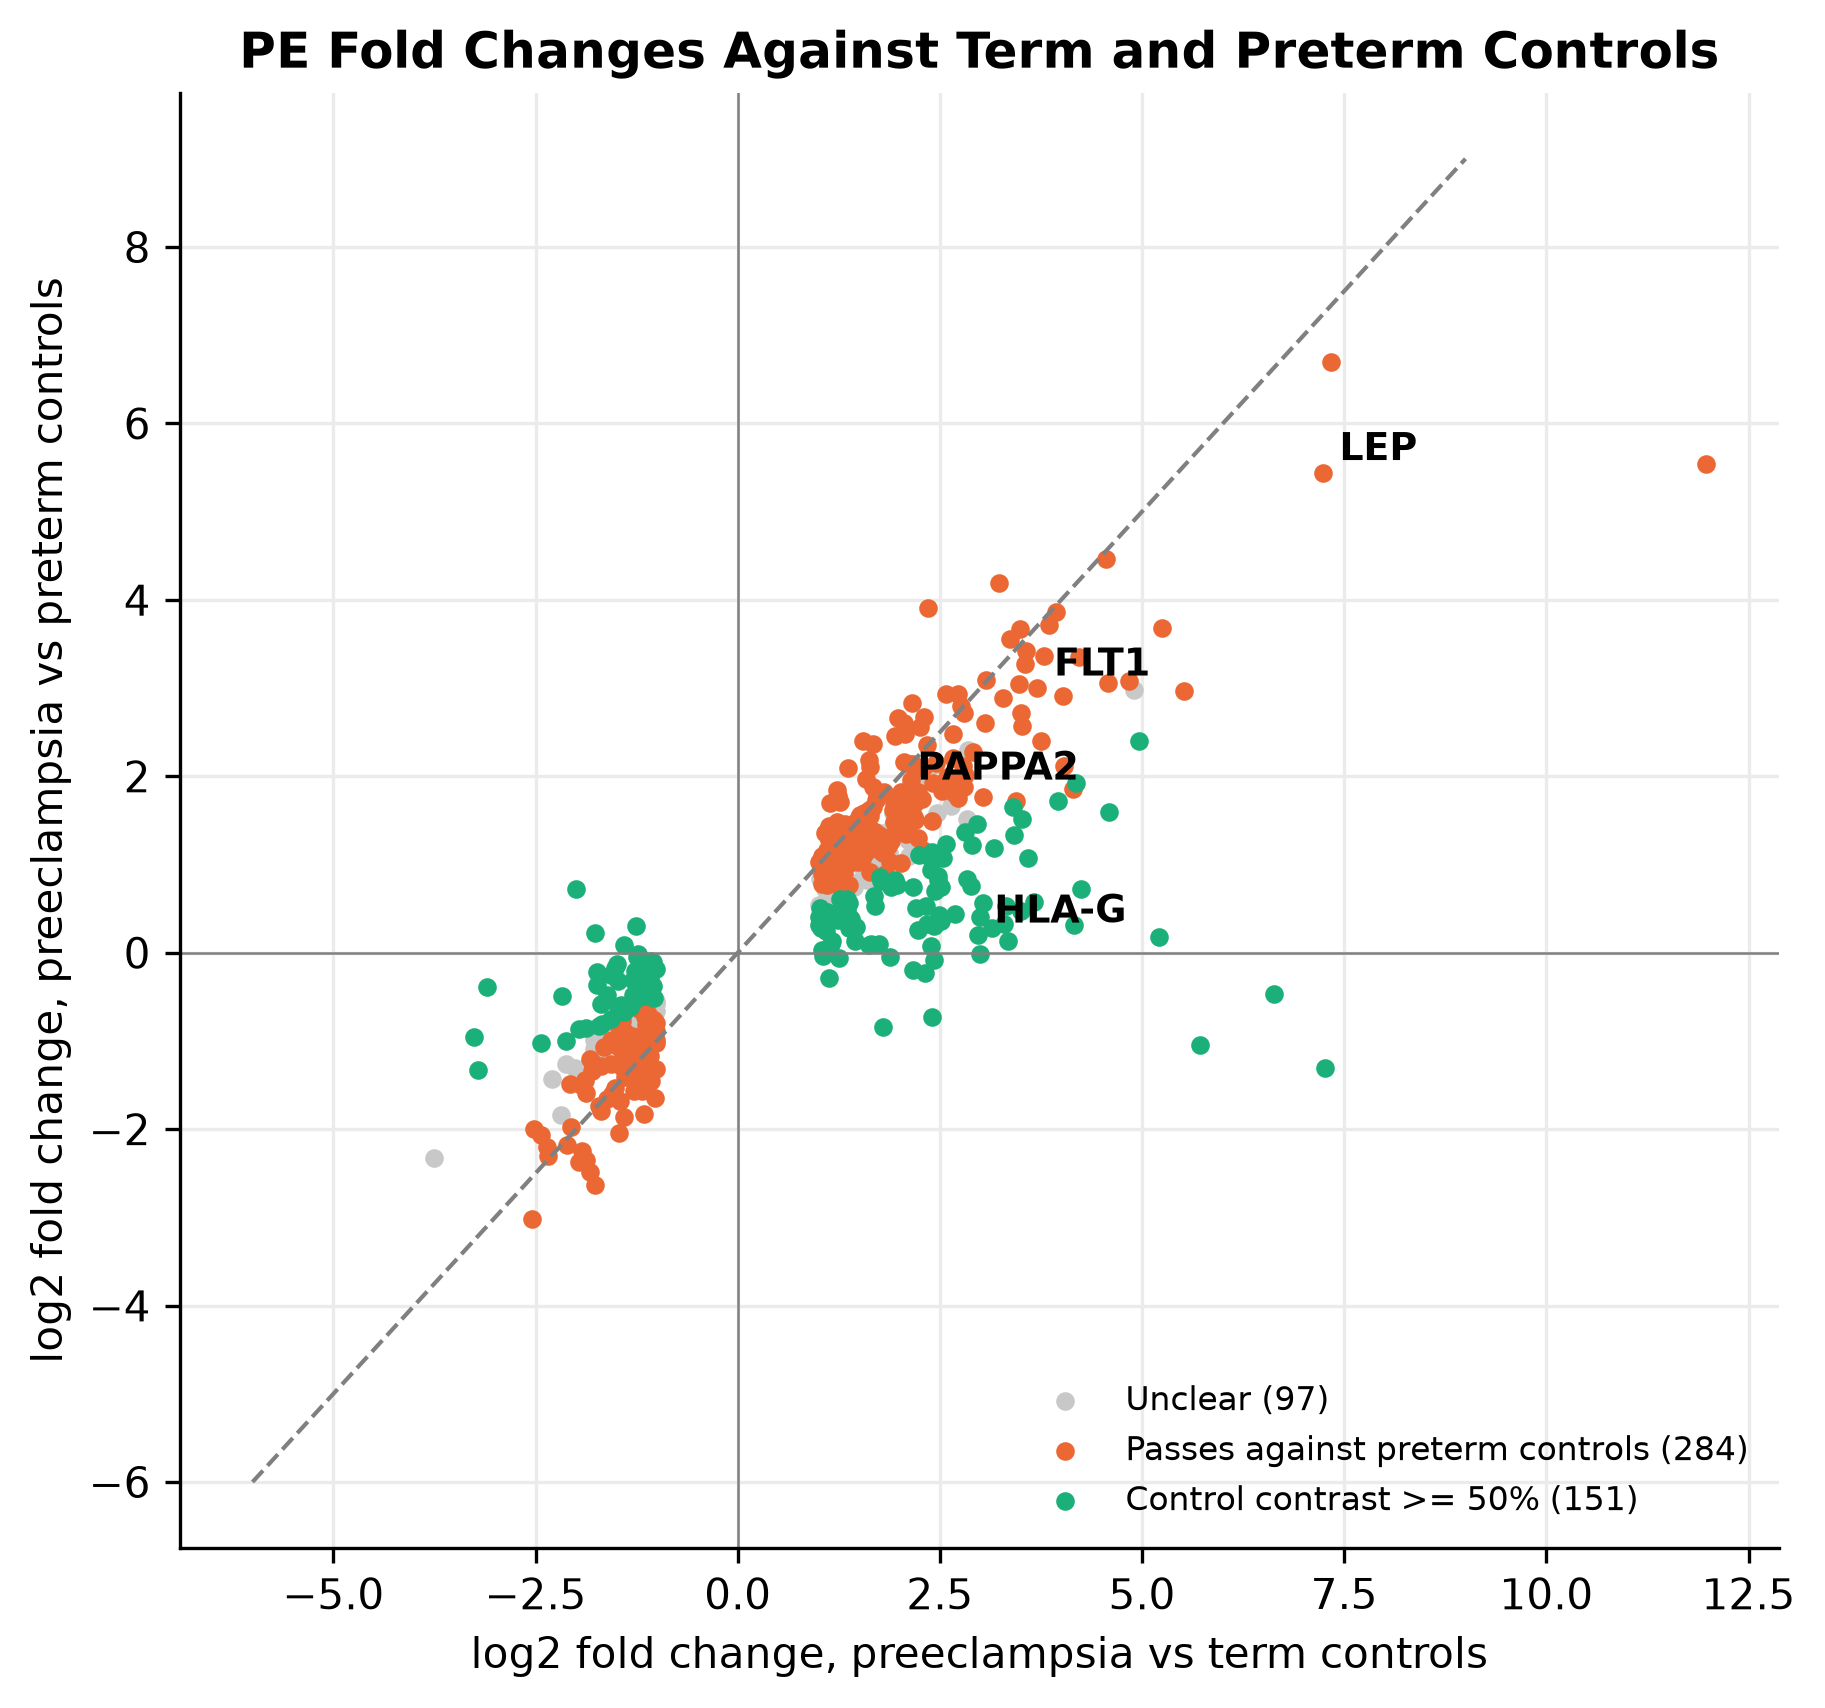 PE Fold Changes Against Term and Preterm Controls
log2 fold change, preeclampsia vs preterm controls
8
6
4
2
0
−2
−4
−6
LEP
FLT1
PAPPA2
HLA-G
Unclear (97)
Passes against preterm controls (284)
Control contrast >= 50% (151)
−5.0 −2.5 0.0 2.5 5.0 7.5 10.0 12.5
log2 fold change, preeclampsia vs term controls